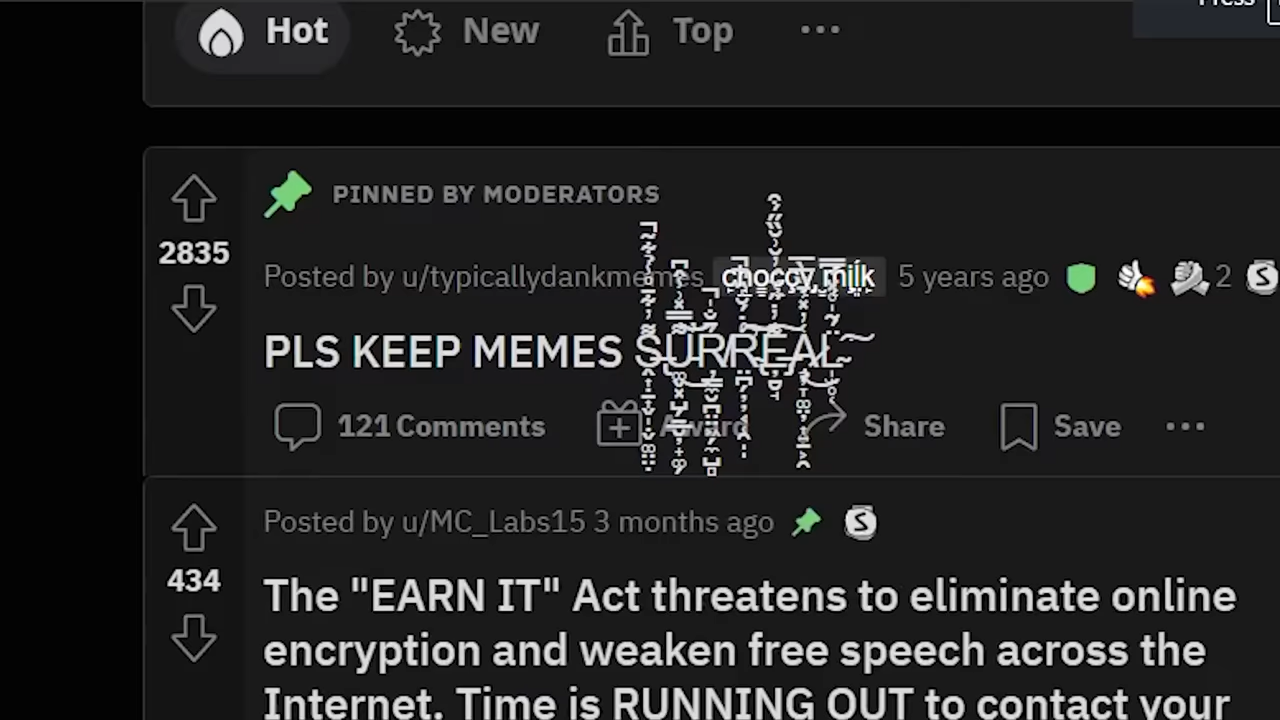 Press
Hot New Top
PINNED BY MODERATORS
2835
Posted by u/typicallydankmemes choccy milk 5 years ago 2
PLS KEEP MEMES SURREAL
121 Comments Award Share Save
Posted by u/MC_Labs15 3 months ago
434
The "EARN IT" Act threatens to eliminate online
encryption and weaken free speech across the
Internet. Time is RUNNING OUT to contact your